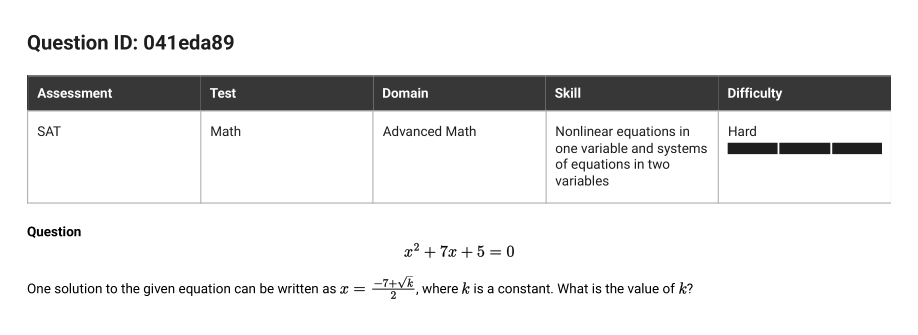 Question ID: 041eda89
Assessment Test Domain Skill Difficulty
SAT Math Advanced Math Nonlinear equations in one variable and systems of equations in two variables Hard
Question
x² + 7x + 5 = 0
One solution to the given equation can be written as x = (−7+√k)/2, where k is a constant. What is the value of k?